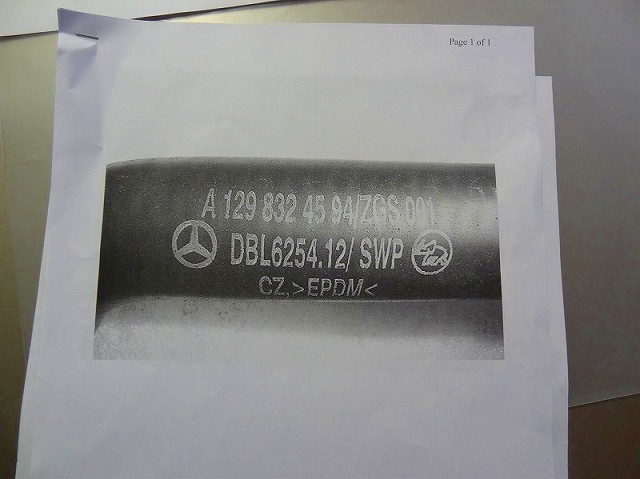 Page 1 of 1
A 129 832 45 94/ZGS 001
DBL6254.12/ SWP
CZ,>EPDM<